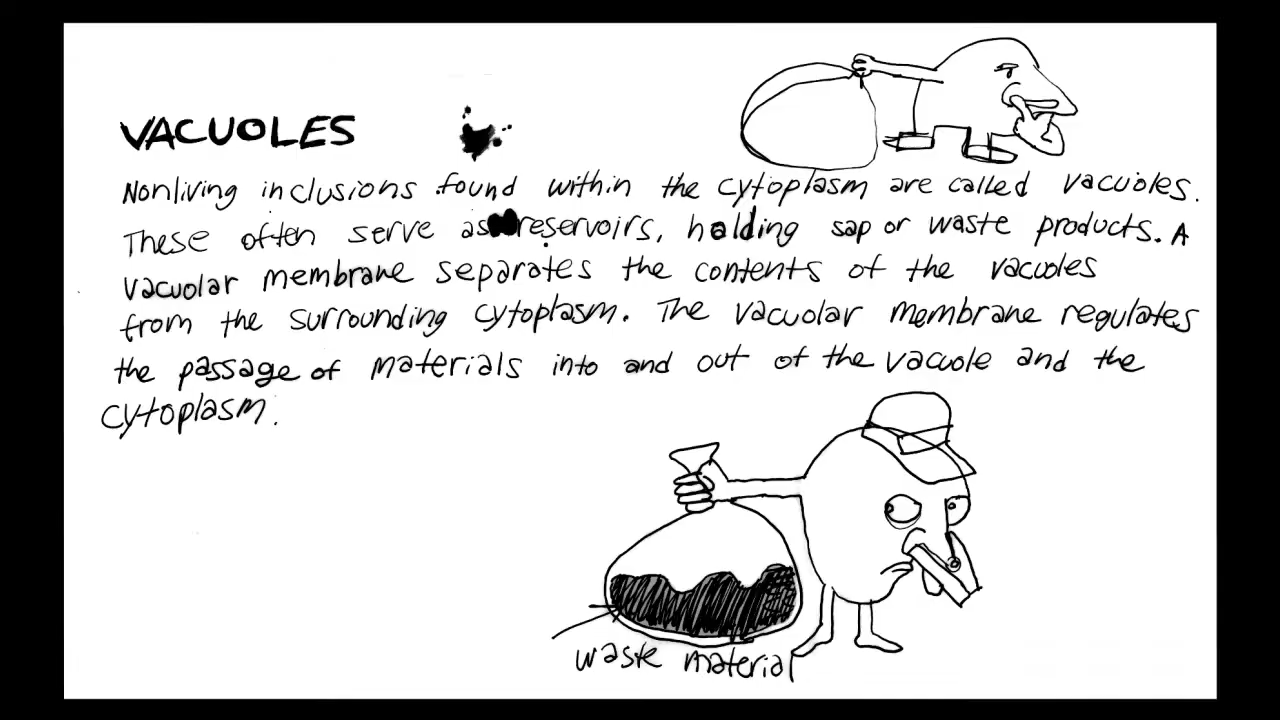 VACUOLES
Nonliving inclusions found within the cytoplasm are called vacuoles.
These often serve as reservoirs, holding sap or waste products. A
vacuolar membrane separates the contents of the vacuoles
from the surrounding cytoplasm. The vacuolar membrane regulates
the passage of materials into and out of the vacuole and the
cytoplasm.
waste material